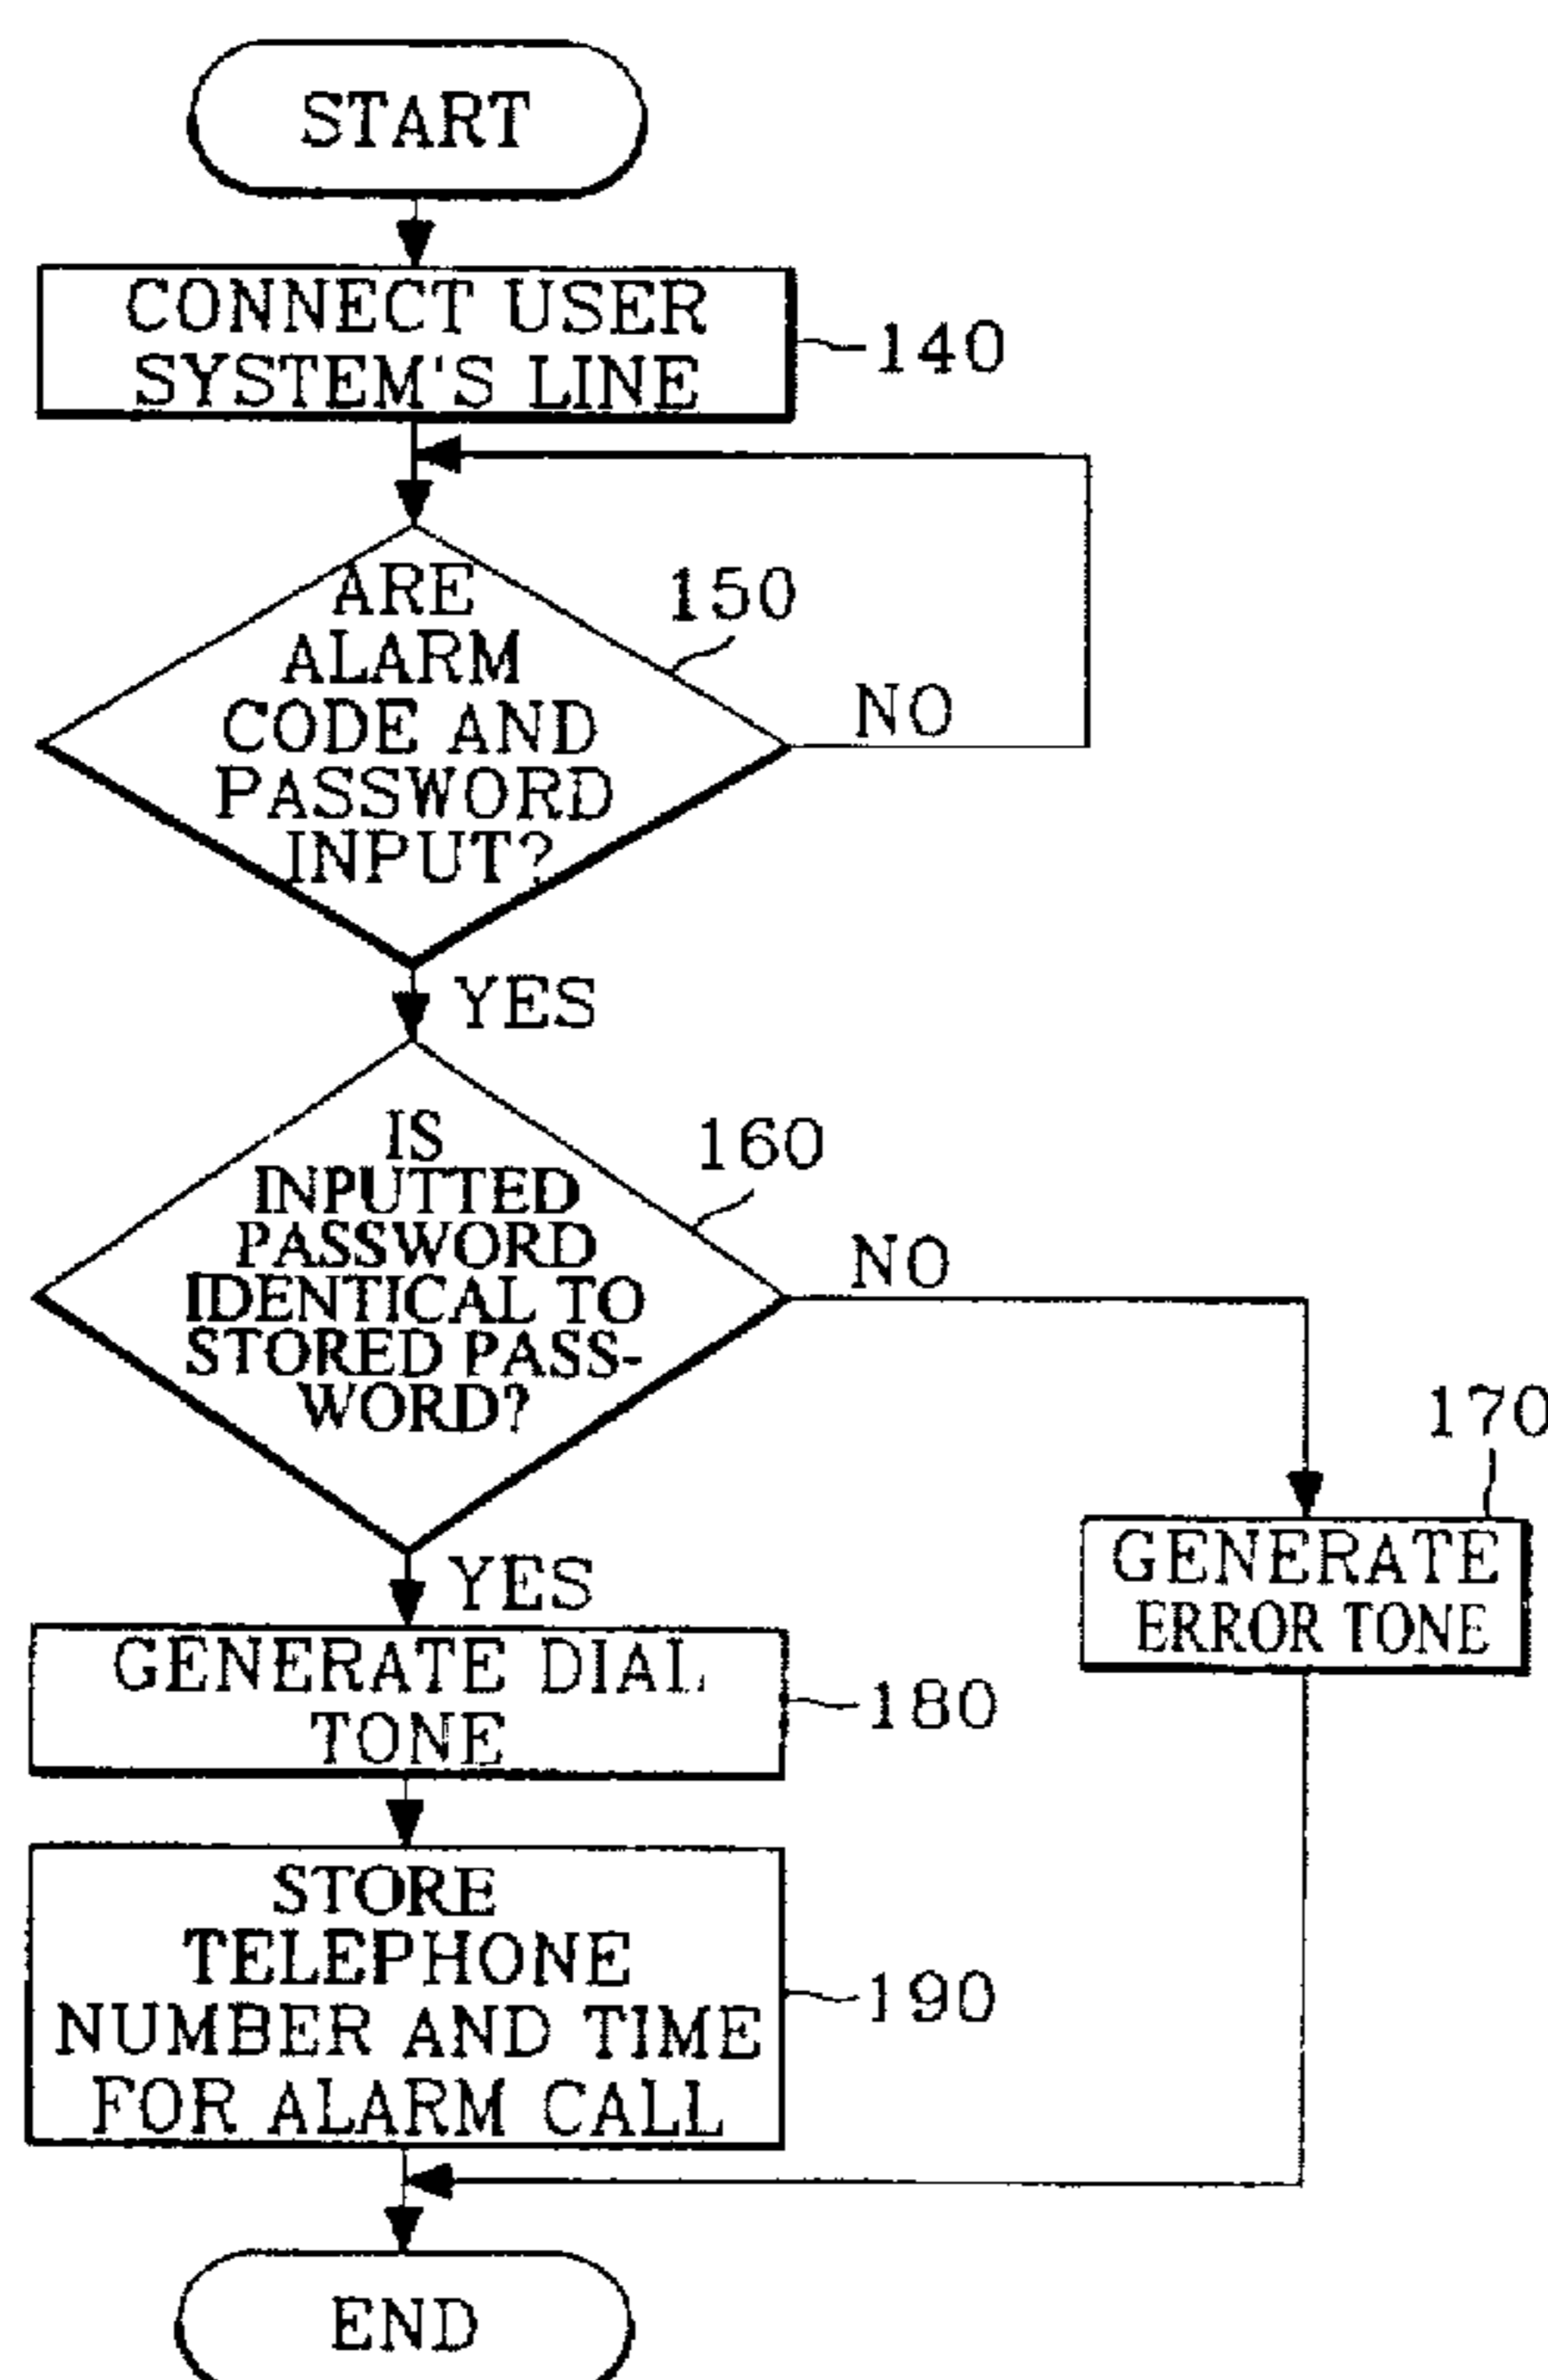 START
CONNECT USER
SYSTEM'S LINE
140
ARE
ALARM
CODE AND
PASSWORD
INPUT?
150
NO
YES
IS
INPUTTED
PASSWORD
IDENTICAL TO
STORED PASS-
WORD?
160
NO
170
GENERATE
ERROR TONE
YES
GENERATE DIAL
TONE
180
STORE
TELEPHONE
NUMBER AND TIME
FOR ALARM CALL
190
END